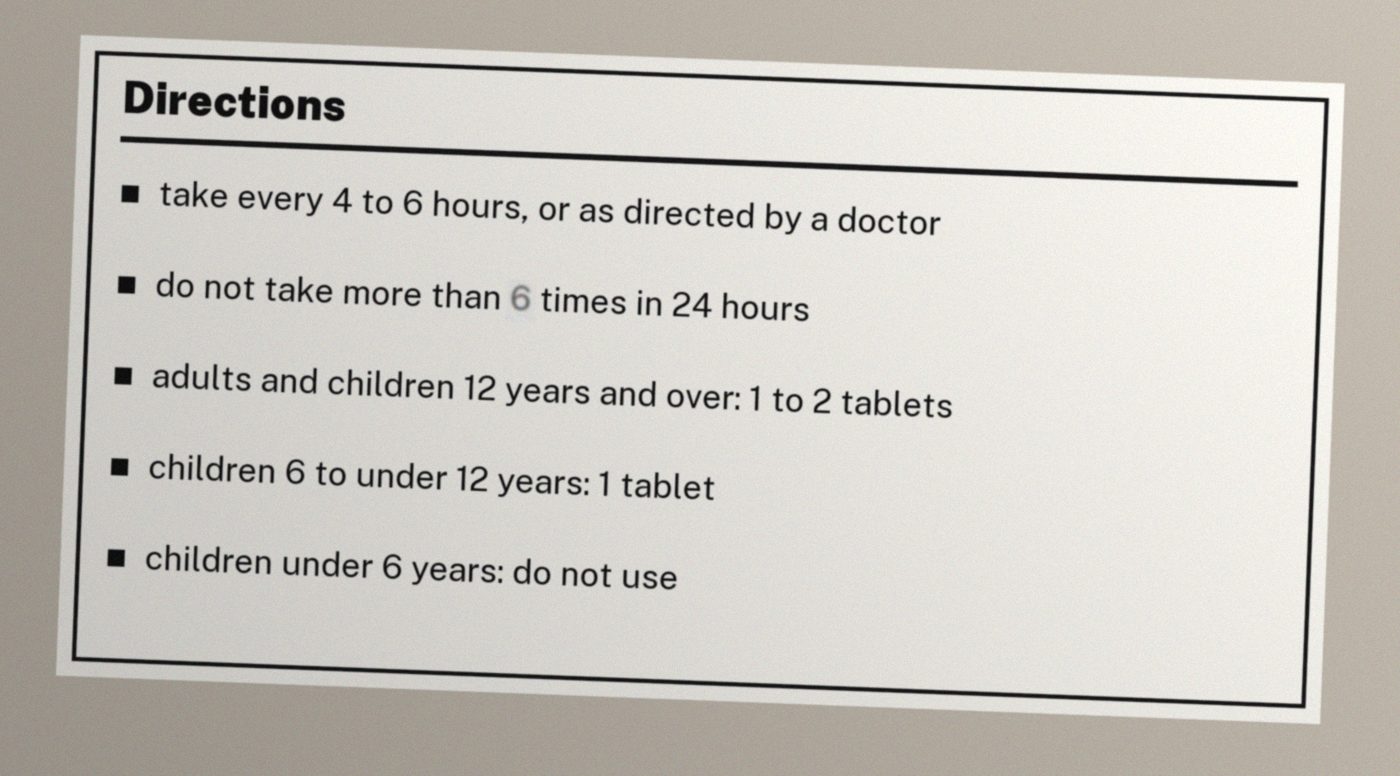 Directions
■ take every 4 to 6 hours, or as directed by a doctor
■ do not take more than 6 times in 24 hours
■ adults and children 12 years and over: 1 to 2 tablets
■ children 6 to under 12 years: 1 tablet
■ children under 6 years: do not use